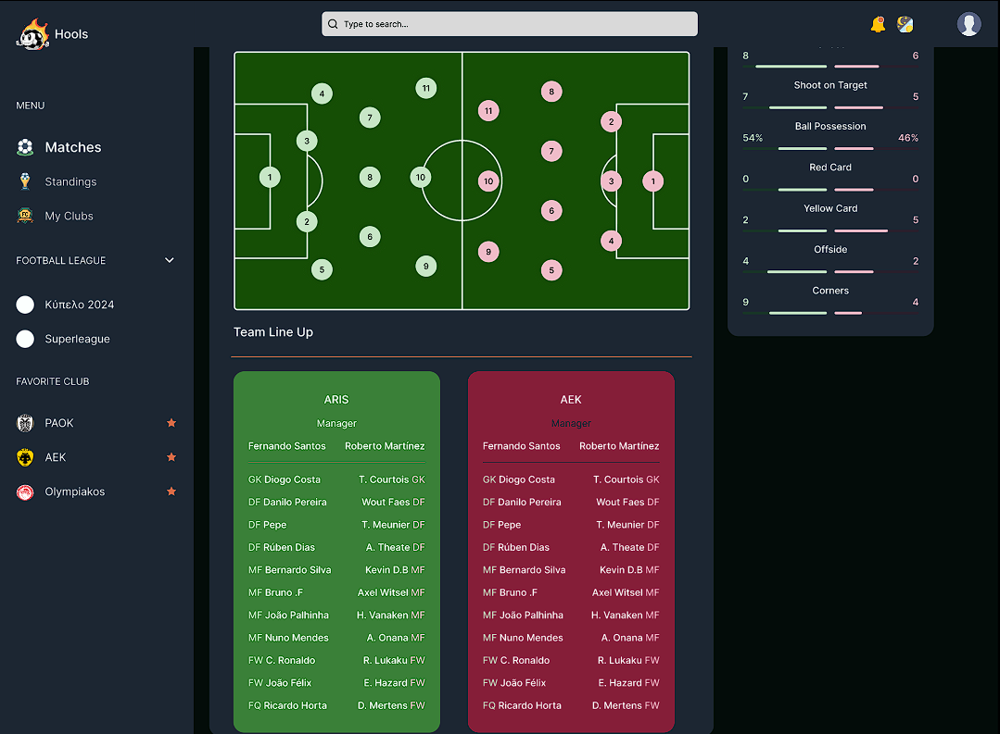 Hools
Type to search...
MENU
Matches
Standings
My Clubs
FOOTBALL LEAGUE
Κύπελο 2024
Superleague
FAVORITE CLUB
PAOK
AEK
Olympiakos
4
11
7
3
1
8
10
2
6
5
9
8
11
2
7
10
3
1
6
9
4
5
Team Line Up
ARIS
Manager
Fernando Santos Roberto Martínez
GK Diogo Costa T. Courtois GK
DF Danilo Pereira Wout Faes DF
DF Pepe T. Meunier DF
DF Rúben Dias A. Theate DF
MF Bernardo Silva Kevin D.B MF
MF Bruno .F Axel Witsel MF
MF João Palhinha H. Vanaken MF
MF Nuno Mendes A. Onana MF
FW C. Ronaldo R. Lukaku FW
FW João Félix E. Hazard FW
FQ Ricardo Horta D. Mertens FW
AEK
Manager
Fernando Santos Roberto Martínez
GK Diogo Costa T. Courtois GK
DF Danilo Pereira Wout Faes DF
DF Pepe T. Meunier DF
DF Rúben Dias A. Theate DF
MF Bernardo Silva Kevin D.B MF
MF Bruno .F Axel Witsel MF
MF João Palhinha H. Vanaken MF
MF Nuno Mendes A. Onana MF
FW C. Ronaldo R. Lukaku FW
FW João Félix E. Hazard FW
FQ Ricardo Horta D. Mertens FW
8 6
Shoot on Target
7 5
Ball Possession
54% 46%
Red Card
0 0
Yellow Card
2 5
Offside
4 2
Corners
9 4